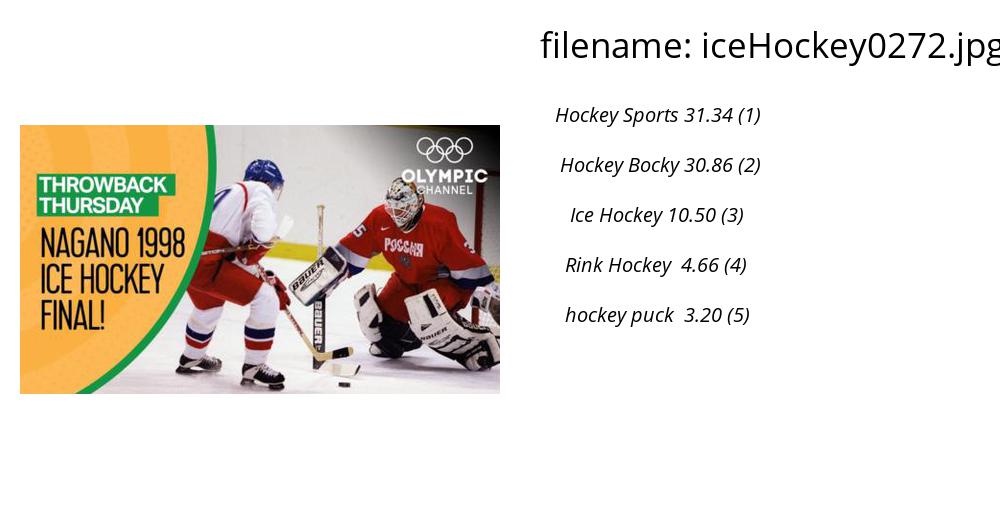 filename: iceHockey0272.jpg
Hockey Sports 31.34 (1)
Hockey Bocky 30.86 (2)
Ice Hockey 10.50 (3)
Rink Hockey 4.66 (4)
hockey puck 3.20 (5)
OLYMPIC
CHANNEL
THROWBACK
THURSDAY
NAGANO 1998
ICE HOCKEY
FINAL!
РОССИЯ
BAUER
BAUER